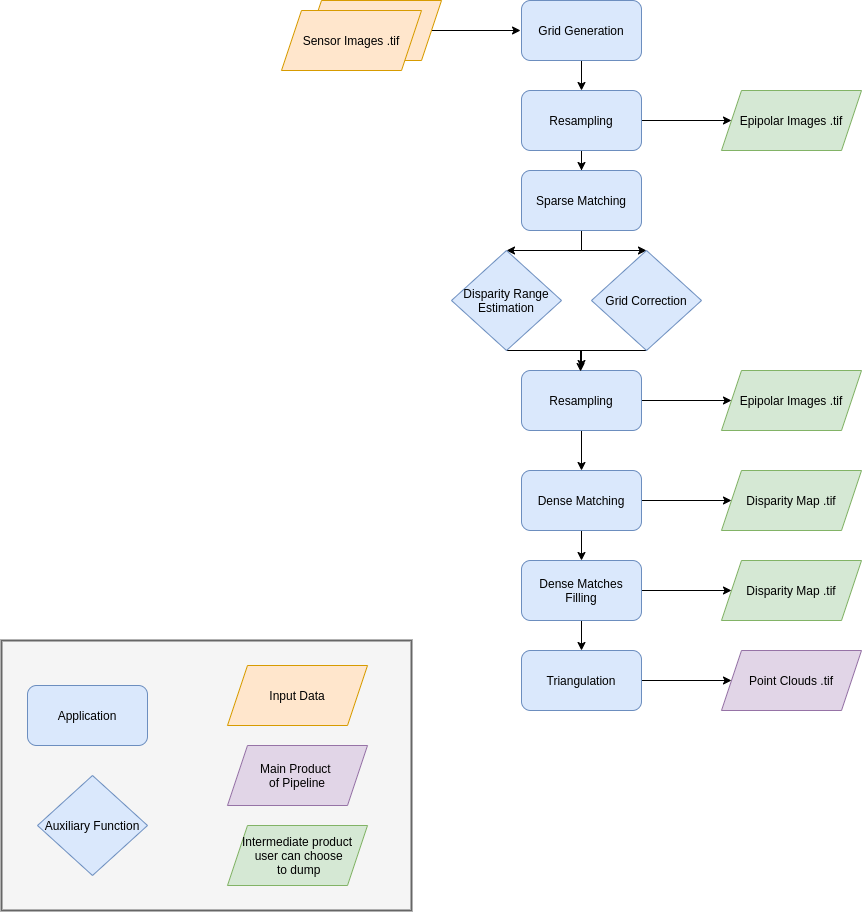 Sensor Images .tif
Grid Generation
Resampling
Epipolar Images .tif
Sparse Matching
Disparity Range
Estimation
Grid Correction
Resampling
Epipolar Images .tif
Dense Matching
Disparity Map .tif
Dense Matches
Filling
Disparity Map .tif
Triangulation
Point Clouds .tif
Application
Input Data
Main Product
of Pipeline
Auxiliary Function
Intermediate product
user can choose
to dump